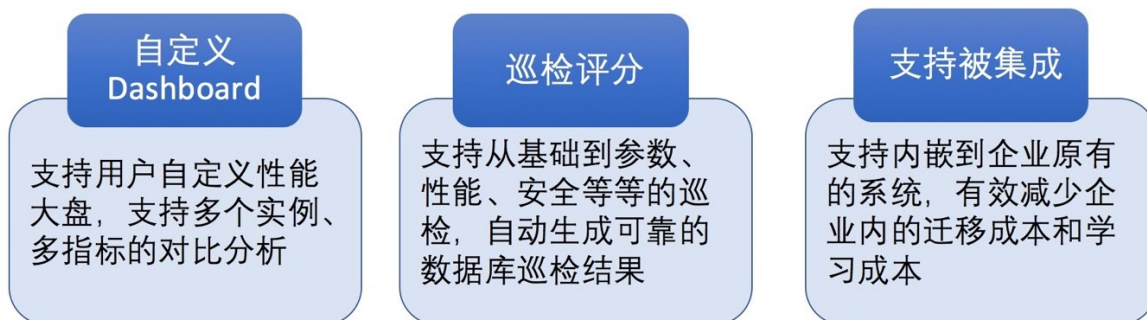 自定义
Dashboard
支持用户自定义性能
大盘，支持多个实例、
多指标的对比分析
巡检评分
支持从基础到参数、
性能、安全等等的巡
检，自动生成可靠的
数据库巡检结果
支持被集成
支持内嵌到企业原有
的系统，有效减少企
业内的迁移成本和学
习成本